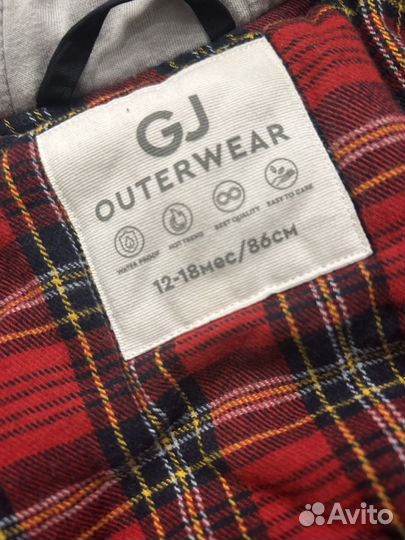 GJ
OUTERWEAR
WATER PROOF HOT TREND BEST QUALITY EASY TO CARE
12-18мес/86см
Avito